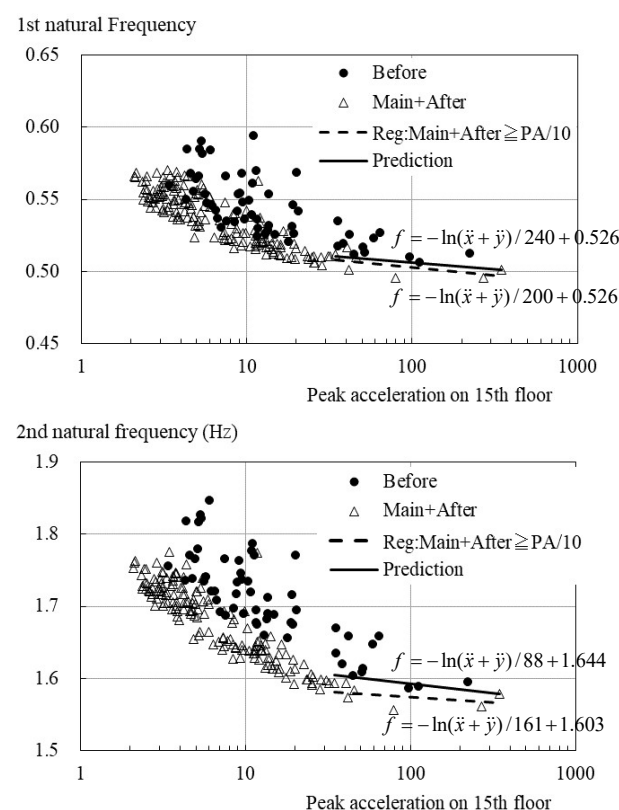 1st natural Frequency
0.65
Before
Main+After
0.60
Reg:Main+After≧PA/10
Prediction
0.55
f = −ln(ẍ + ÿ) / 240 + 0.526
0.50
f = −ln(ẍ + ÿ) / 200 + 0.526
0.45
1 10 100 1000
Peak acceleration on 15th floor
2nd natural frequency (Hz)
1.9
Before
Main+After
1.8
Reg:Main+After≧PA/10
Prediction
1.7
f = −ln(ẍ + ÿ) / 88 + 1.644
1.6
f = −ln(ẍ + ÿ) / 161 + 1.603
1.5
1 10 100 1000
Peak acceleration on 15th floor